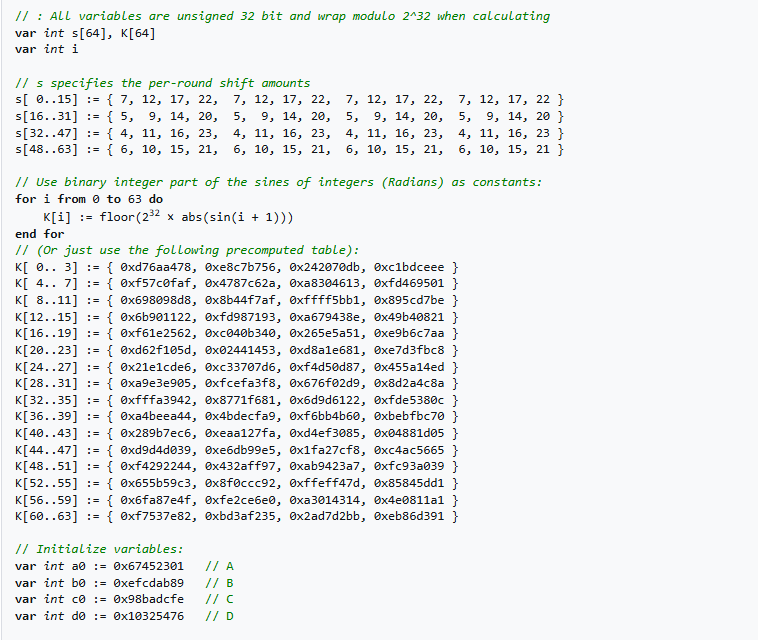 // : All variables are unsigned 32 bit and wrap modulo 2^32 when calculating
var int s[64], K[64]
var int i
// s specifies the per-round shift amounts
s[ 0..15] := { 7, 12, 17, 22,  7, 12, 17, 22,  7, 12, 17, 22,  7, 12, 17, 22 }
s[16..31] := { 5,  9, 14, 20,  5,  9, 14, 20,  5,  9, 14, 20,  5,  9, 14, 20 }
s[32..47] := { 4, 11, 16, 23,  4, 11, 16, 23,  4, 11, 16, 23,  4, 11, 16, 23 }
s[48..63] := { 6, 10, 15, 21,  6, 10, 15, 21,  6, 10, 15, 21,  6, 10, 15, 21 }
// Use binary integer part of the sines of integers (Radians) as constants:
for i from 0 to 63 do
    K[i] := floor(2³² × abs(sin(i + 1)))
end for
// (Or just use the following precomputed table):
K[ 0.. 3] := { 0xd76aa478, 0xe8c7b756, 0x242070db, 0xc1bdceee }
K[ 4.. 7] := { 0xf57c0faf, 0x4787c62a, 0xa8304613, 0xfd469501 }
K[ 8..11] := { 0x698098d8, 0x8b44f7af, 0xffff5bb1, 0x895cd7be }
K[12..15] := { 0x6b901122, 0xfd987193, 0xa679438e, 0x49b40821 }
K[16..19] := { 0xf61e2562, 0xc040b340, 0x265e5a51, 0xe9b6c7aa }
K[20..23] := { 0xd62f105d, 0x02441453, 0xd8a1e681, 0xe7d3fbc8 }
K[24..27] := { 0x21e1cde6, 0xc33707d6, 0xf4d50d87, 0x455a14ed }
K[28..31] := { 0xa9e3e905, 0xfcefa3f8, 0x676f02d9, 0x8d2a4c8a }
K[32..35] := { 0xfffa3942, 0x8771f681, 0x6d9d6122, 0xfde5380c }
K[36..39] := { 0xa4beea44, 0x4bdecfa9, 0xf6bb4b60, 0xbebfbc70 }
K[40..43] := { 0x289b7ec6, 0xeaa127fa, 0xd4ef3085, 0x04881d05 }
K[44..47] := { 0xd9d4d039, 0xe6db99e5, 0x1fa27cf8, 0xc4ac5665 }
K[48..51] := { 0xf4292244, 0x432aff97, 0xab9423a7, 0xfc93a039 }
K[52..55] := { 0x655b59c3, 0x8f0ccc92, 0xffeff47d, 0x85845dd1 }
K[56..59] := { 0x6fa87e4f, 0xfe2ce6e0, 0xa3014314, 0x4e0811a1 }
K[60..63] := { 0xf7537e82, 0xbd3af235, 0x2ad7d2bb, 0xeb86d391 }
// Initialize variables:
var int a0 := 0x67452301   // A
var int b0 := 0xefcdab89   // B
var int c0 := 0x98badcfe   // C
var int d0 := 0x10325476   // D